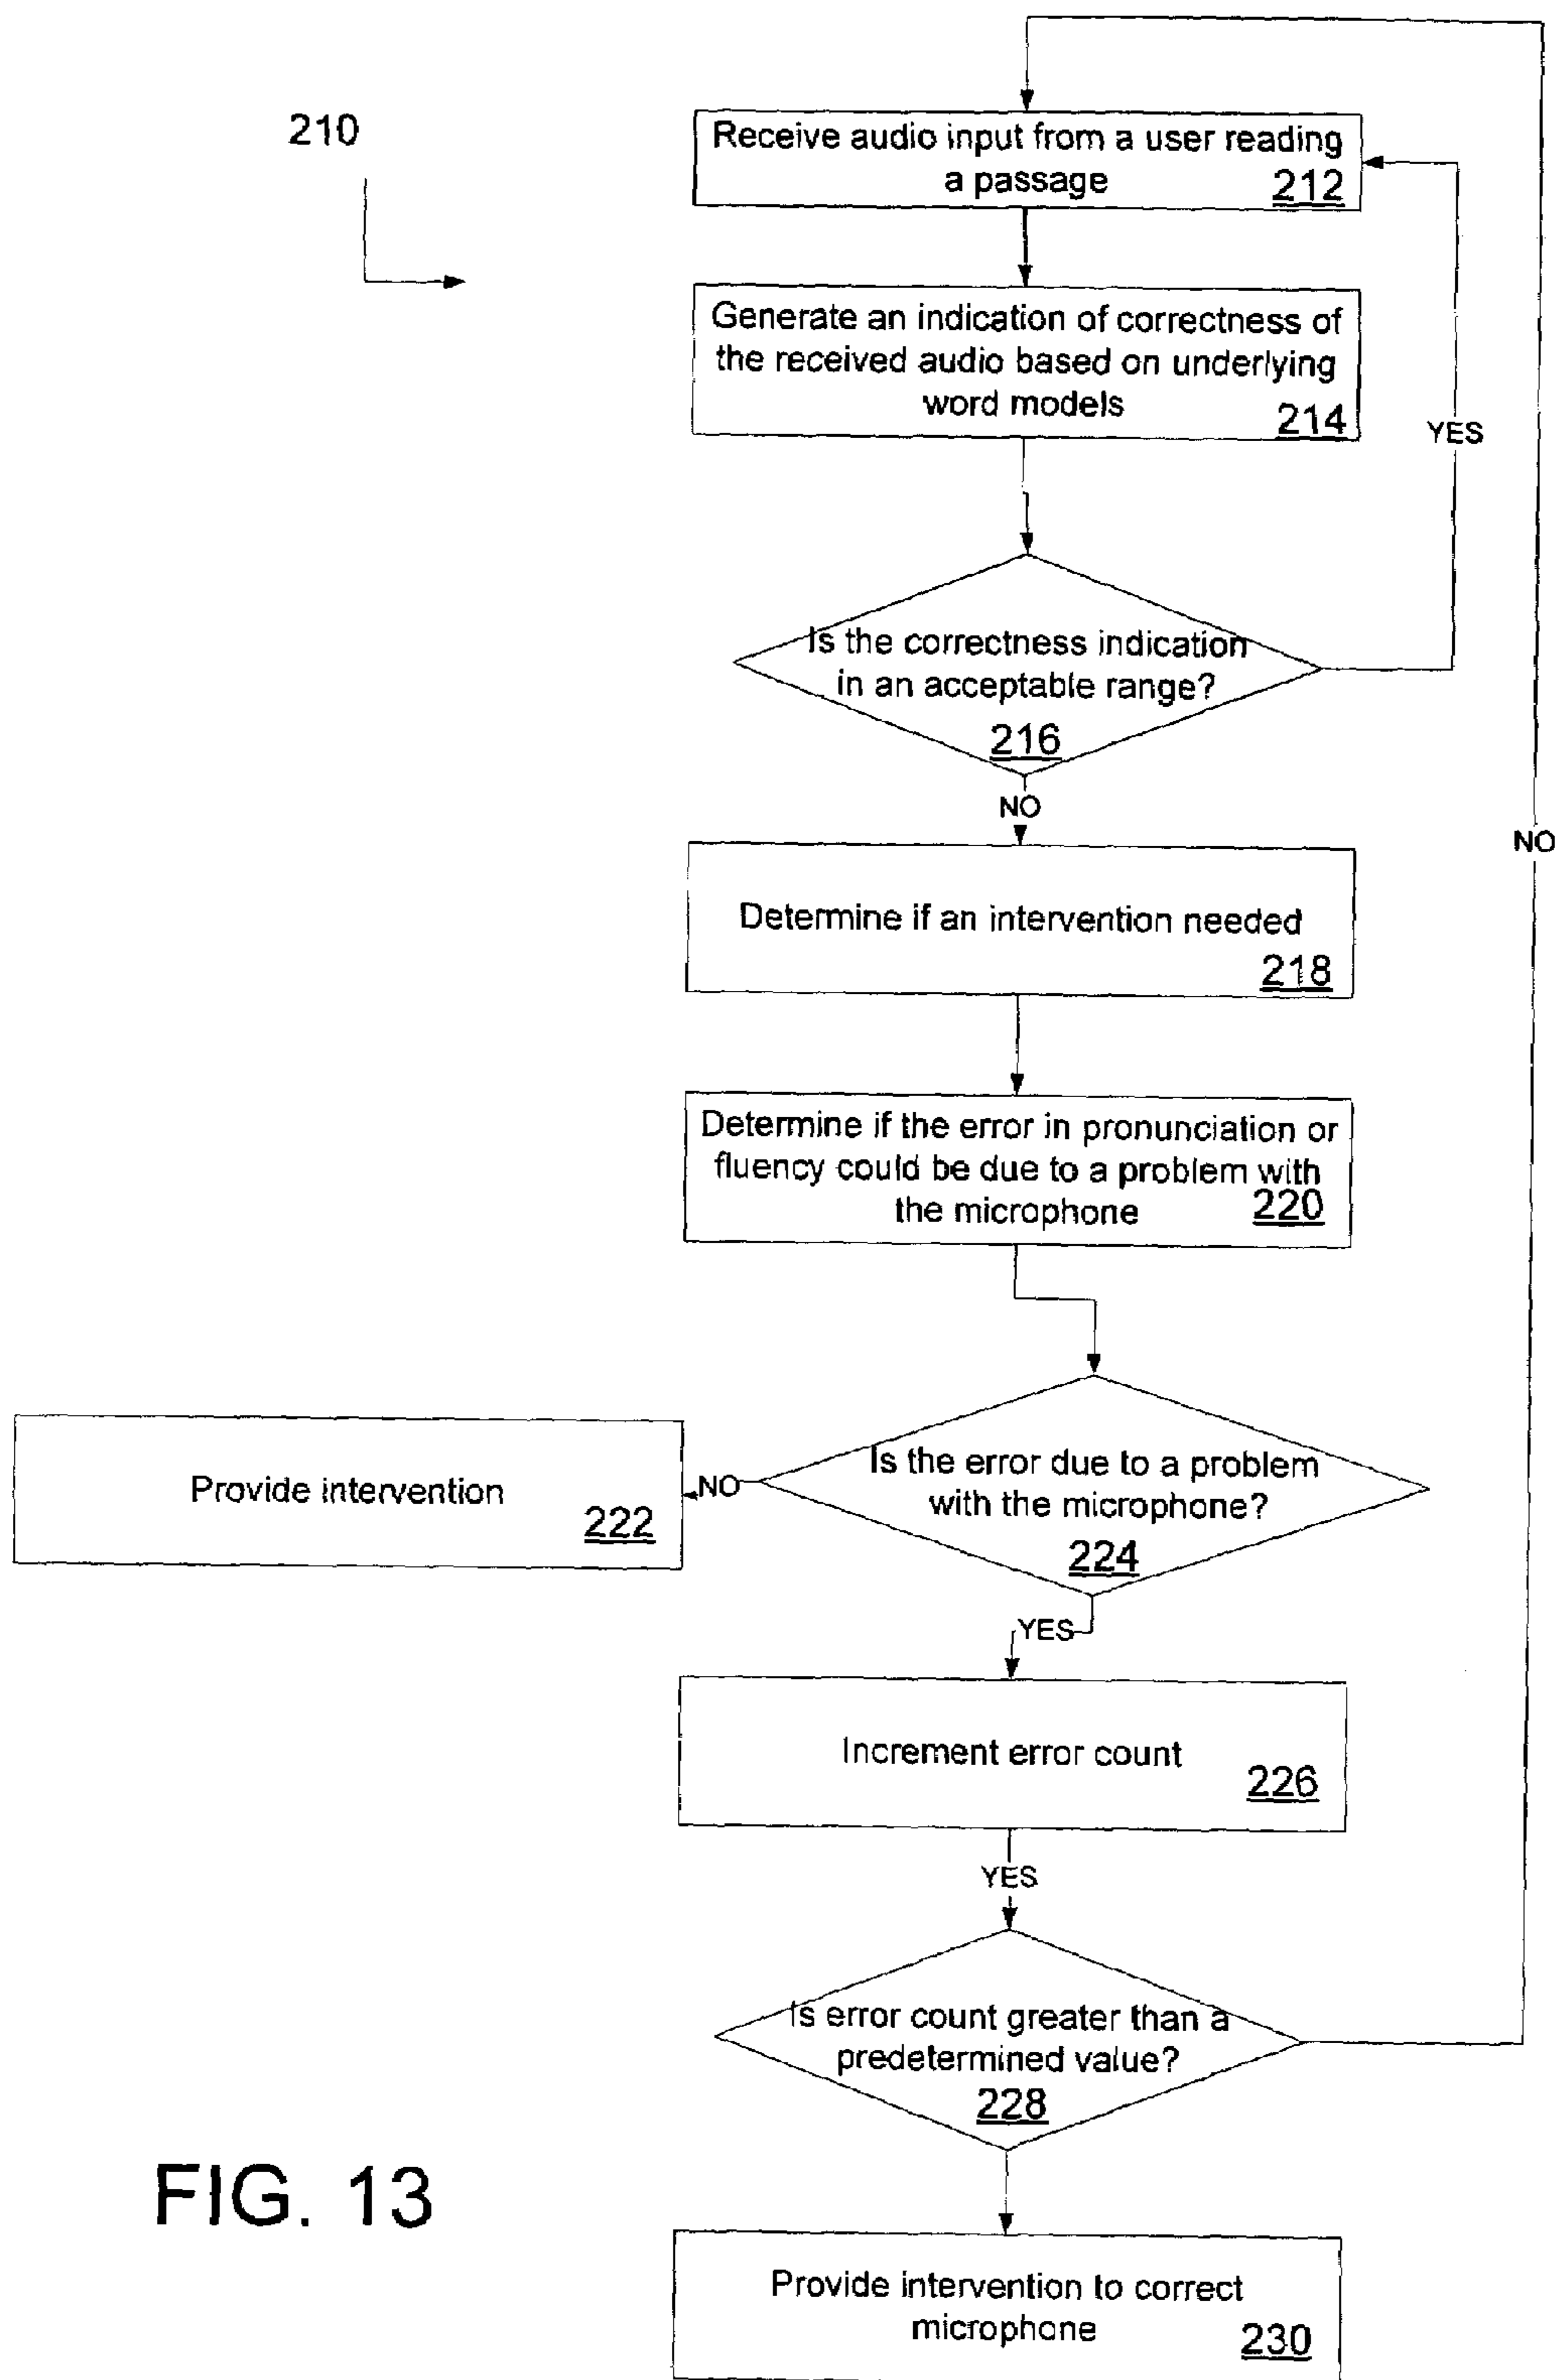 210
Receive audio input from a user reading
a passage 212
Generate an indication of correctness of
the received audio based on underlying
word models 214
YES
Is the correctness indication
in an acceptable range?
216
NO
NO
Determine if an intervention needed
218
Determine if the error in pronunciation or
fluency could be due to a problem with
the microphone 220
Is the error due to a problem
with the microphone?
224
NO
Provide intervention
222
YES
Increment error count
226
YES
Is error count greater than a
predetermined value?
228
FIG. 13
Provide intervention to correct
microphone 230